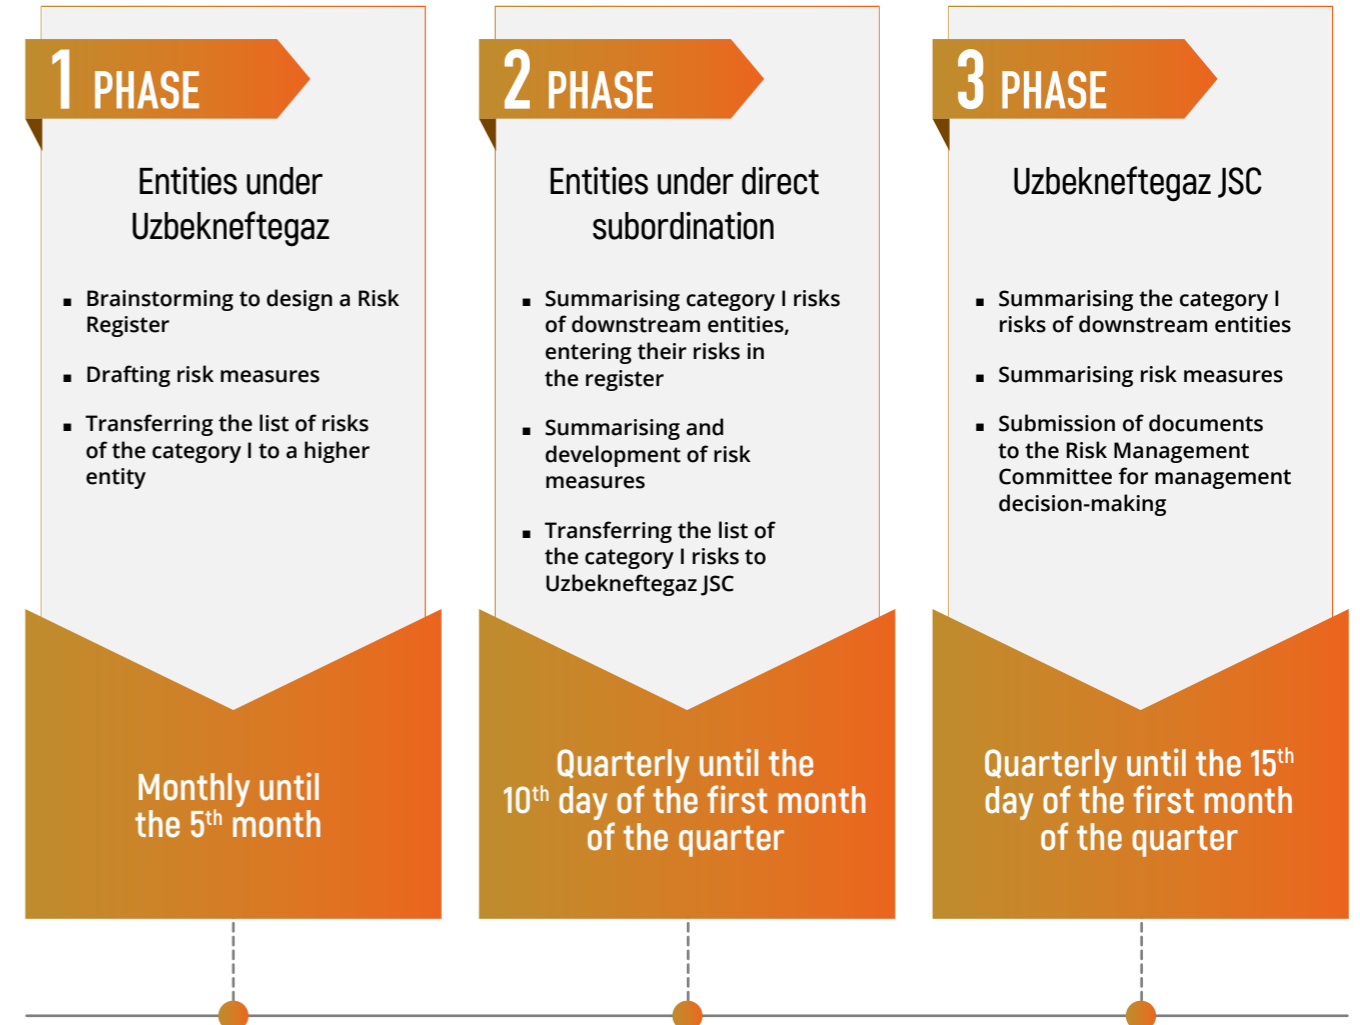 1 PHASE
Entities under
Uzbekneftegaz
▪ Brainstorming to design a Risk
Register
▪ Drafting risk measures
▪ Transferring the list of risks
of the category I to a higher
entity
Monthly until
the 5th month
2 PHASE
Entities under direct
subordination
▪ Summarising category I risks
of downstream entities,
entering their risks in
the register
▪ Summarising and
development of risk
measures
▪ Transferring the list of
the category I risks to
Uzbekneftegaz JSC
Quarterly until the
10th day of the first month
of the quarter
3 PHASE
Uzbekneftegaz JSC
▪ Summarising the category I
risks of downstream entities
▪ Summarising risk measures
▪ Submission of documents
to the Risk Management
Committee for management
decision-making
Quarterly until the 15th
day of the first month
of the quarter